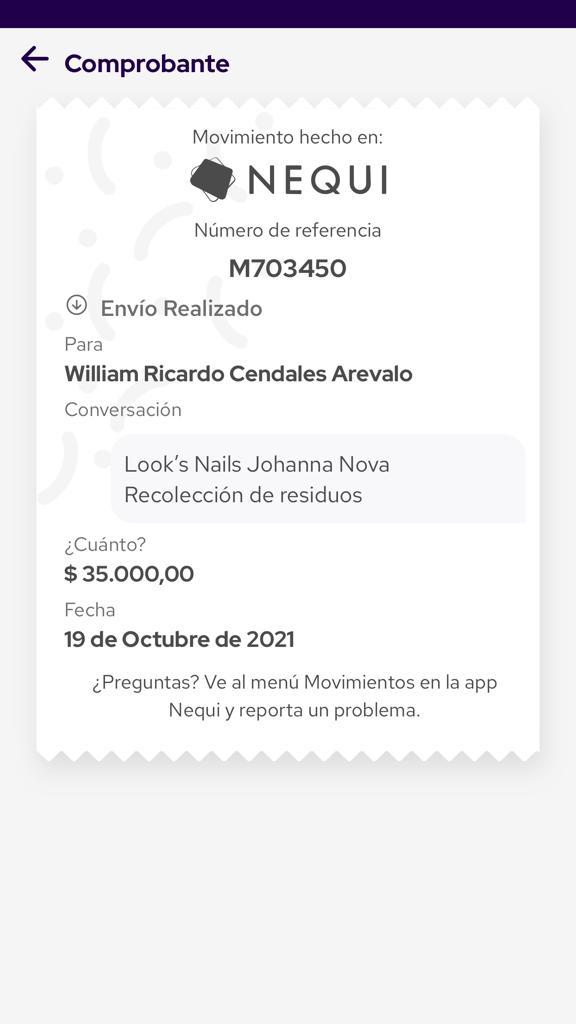 Comprobante
Movimiento hecho en:
NEQUI
Número de referencia
M703450
Envío Realizado
Para
William Ricardo Cendales Arevalo
Conversación
Look's Nails Johanna Nova
Recolección de residuos
¿Cuánto?
$ 35.000,00
Fecha
19 de Octubre de 2021
¿Preguntas? Ve al menú Movimientos en la app
Nequi y reporta un problema.